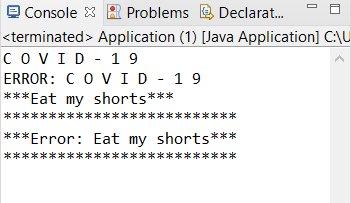 Console Problems Declarat...
<terminated> Application (1) [Java Application] C:\U
C O V I D - 1 9
ERROR: C O V I D - 1 9
***Eat my shorts***
*************************
***Error: Eat my shorts***
*************************